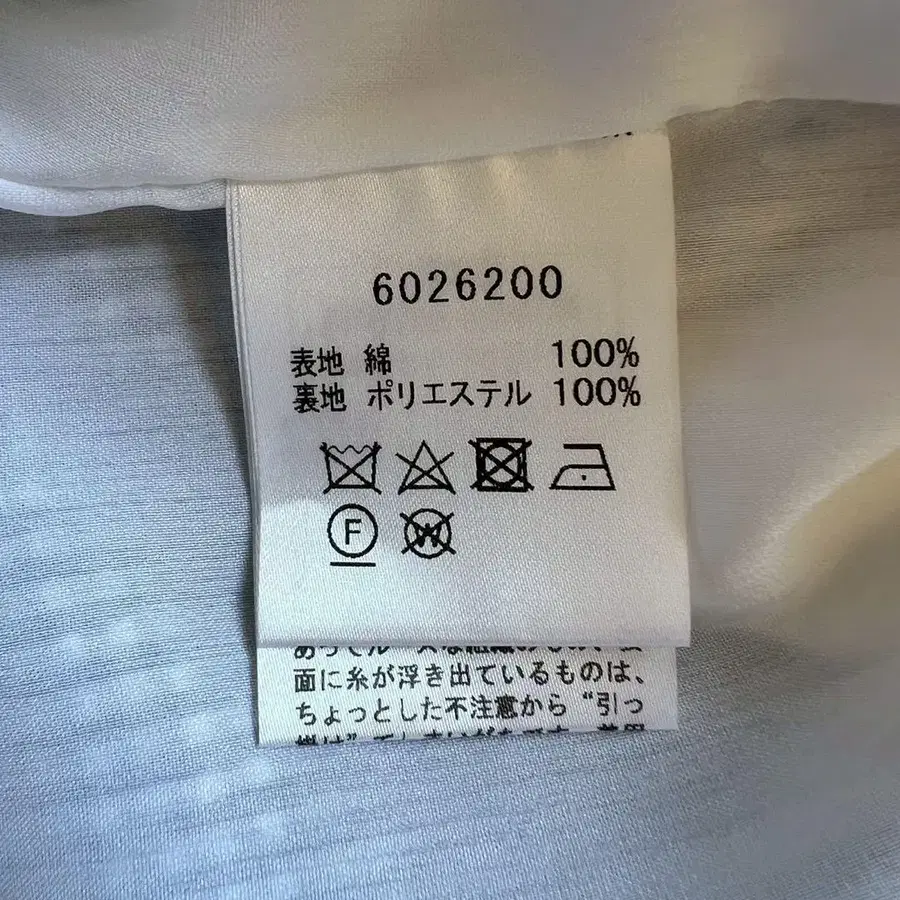 6026200
表地 綿 100%
裏地 ポリエステル 100%
F
W
面に糸が浮き出ているものは、
ちょっとした不注意から“引っ